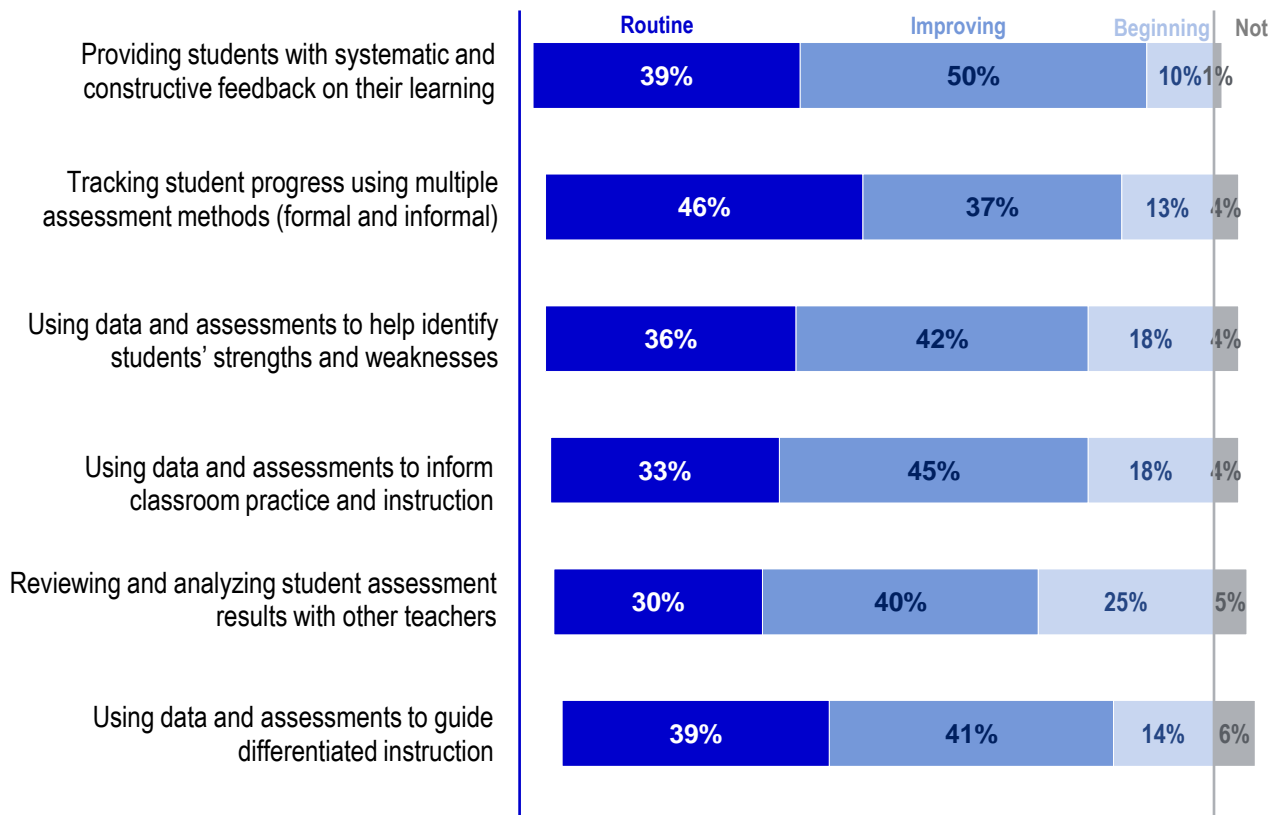 Routine Improving Beginning Not
Providing students with systematic and
constructive feedback on their learning
39% 50% 10% 1%
Tracking student progress using multiple
assessment methods (formal and informal)
46% 37% 13% 4%
Using data and assessments to help identify
students’ strengths and weaknesses
36% 42% 18% 4%
Using data and assessments to inform
classroom practice and instruction
33% 45% 18% 4%
Reviewing and analyzing student assessment
results with other teachers
30% 40% 25% 5%
Using data and assessments to guide
differentiated instruction
39% 41% 14% 6%